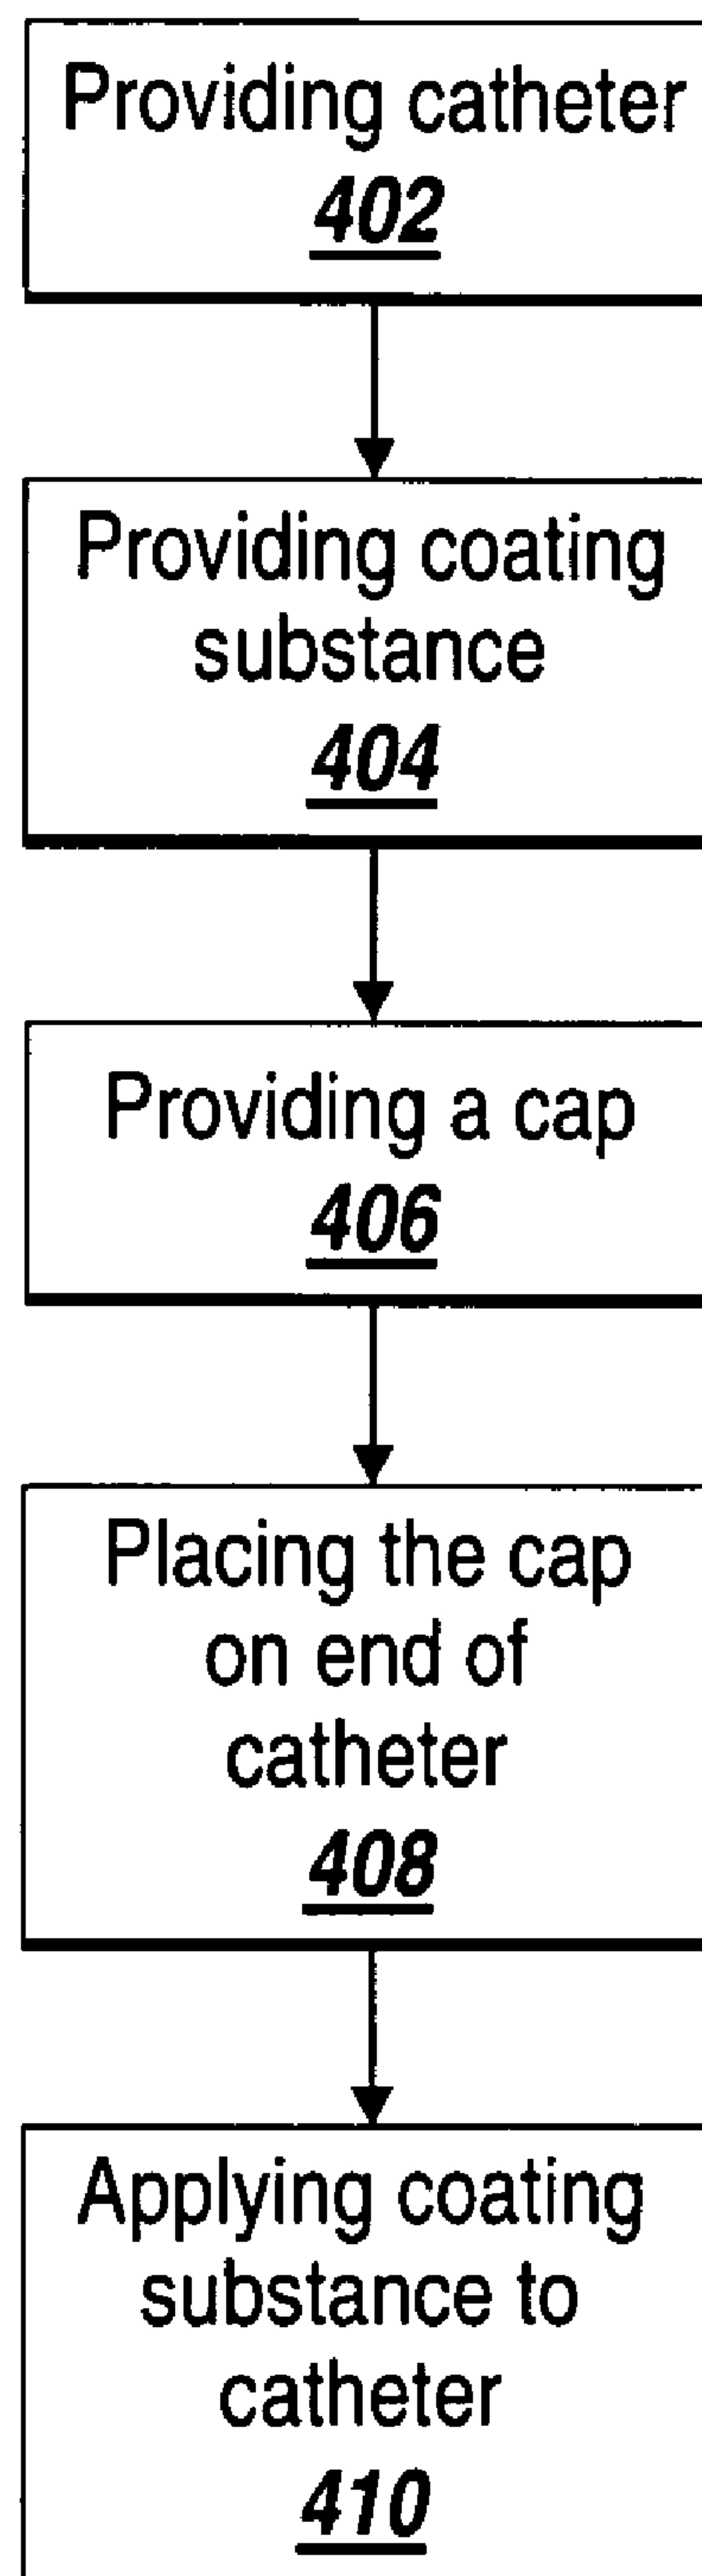 Providing catheter
402
Providing coating
substance
404
Providing a cap
406
Placing the cap
on end of
catheter
408
Applying coating
substance to
catheter
410